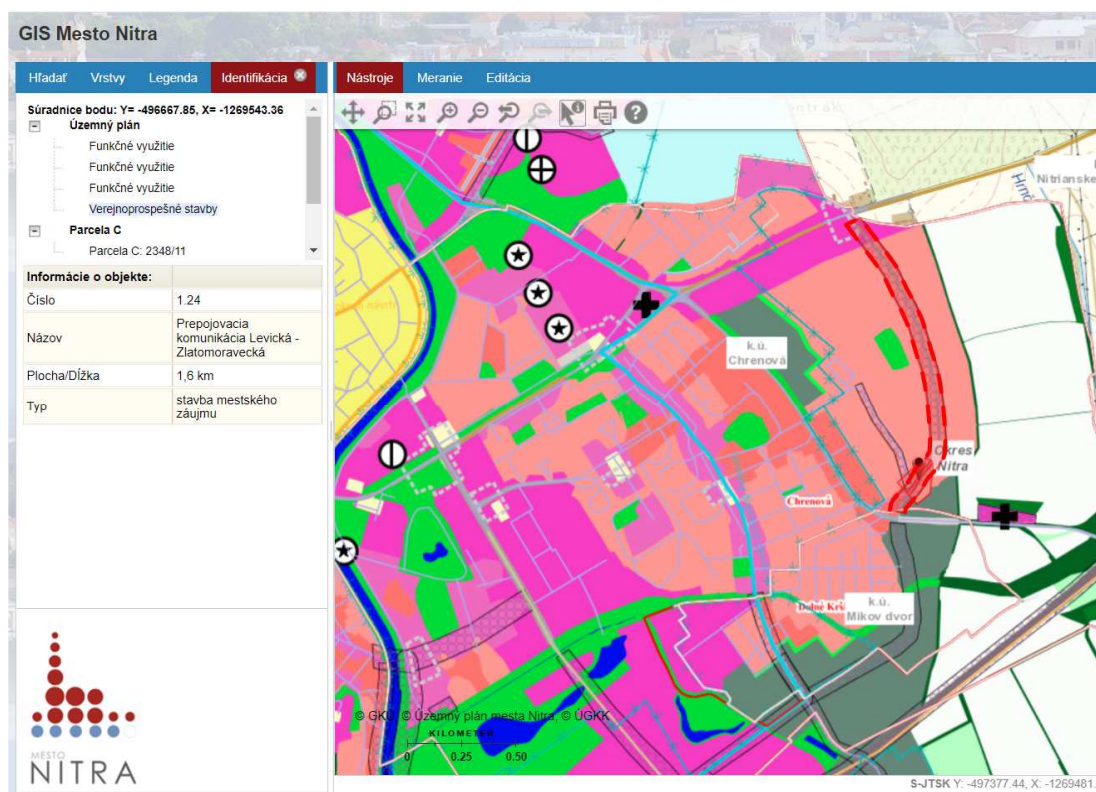 GIS Mesto Nitra
Hľadať Vrstvy Legenda Identifikácia
Nástroje Meranie Editácia
Súradnice bodu: Y= -496667.85, X= -1269543.36
Územný plán
Funkčné využitie
Funkčné využitie
Funkčné využitie
Verejnoprospešné stavby
Parcela C
Parcela C: 2348/11
Informácie o objekte:
Číslo 1.24
Názov Prepojovacia
komunikácia Levická -
Zlatomoravecká
Plocha/Dĺžka 1,6 km
Typ stavba mestského
záujmu
Nitrianske
k.ú.
Chrenová
Okres
Nitra
Chrenová
k.ú.
Mikov dvor
© GKÚ, © Územný plán mesta Nitra, © ÚGKK
KILOMETER
0 0.25 0.50
MESTO
NITRA
S-JTSK Y: -497377.44, X: -1269481.